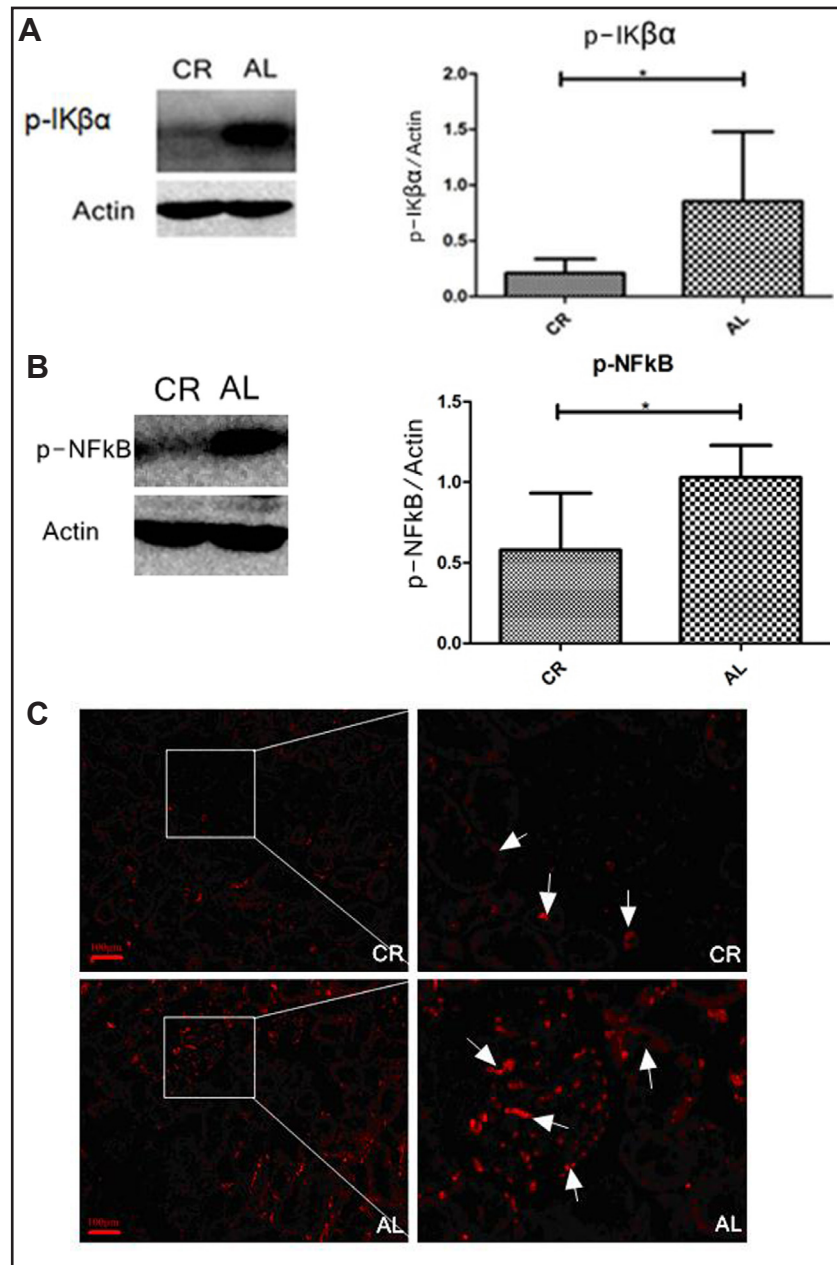 A
CR AL
p-IKβα
Actin
p-IKβα
p-IKβα/Actin
2.0
1.5
1.0
0.5
0.0
*
CR
AL
B
CR AL
p-NFkB
Actin
p-NFkB
p-NFkB/Actin
1.5
1.0
0.5
0.0
*
CR
AL
C
100μm
CR
CR
100μm
AL
AL